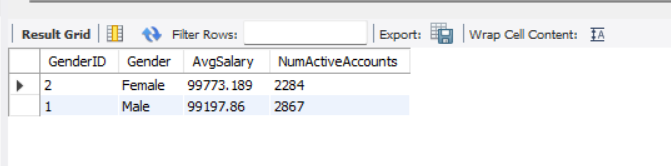 Result Grid Filter Rows: Export: Wrap Cell Content: IA
GenderID Gender AvgSalary NumActiveAccounts
2 Female 99773.189 2284
1 Male 99197.86 2867